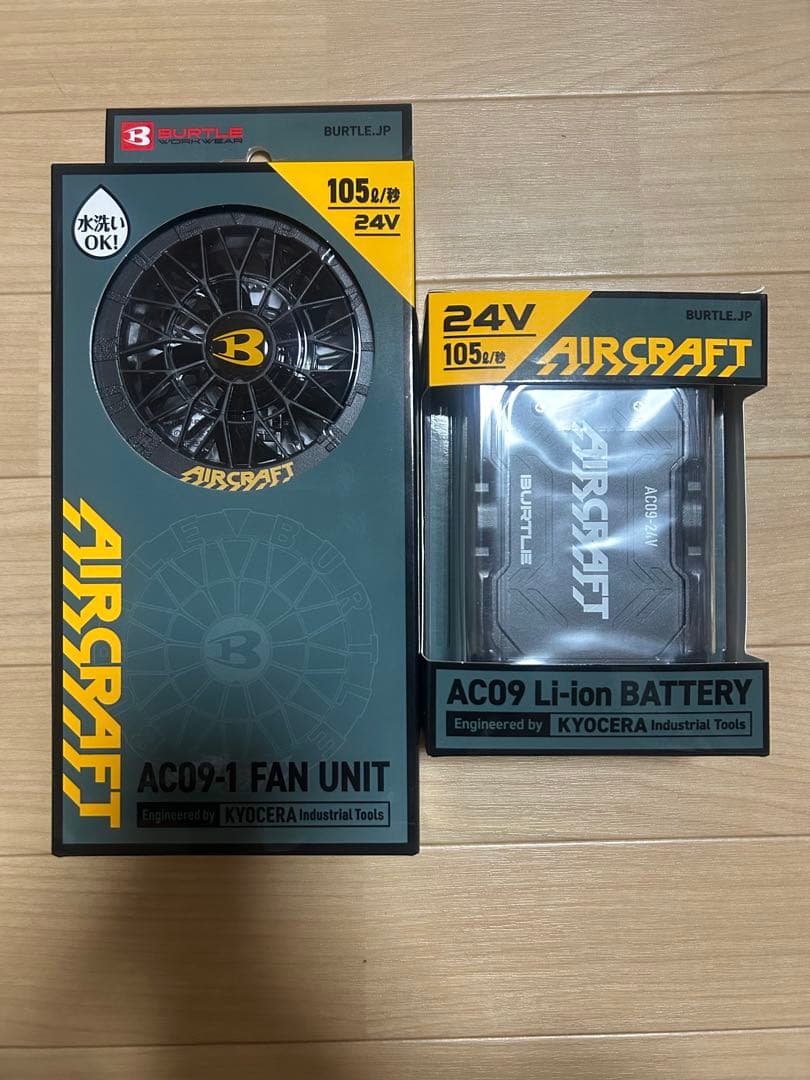 BURTLE
WORKWEAR
BURTLE.JP
水洗い
OK!
105ℓ/秒
24V
B
AIRCRAFT
BURTLE
B
AIRCRAFT
AC09-1 FAN UNIT
Engineered by KYOCERA Industrial Tools
24V
105ℓ/秒
AIRCRAFT
BURTLE.JP
AIRCRAFT
BURTLE
AC09-24V
AC09 Li-ion BATTERY
Engineered by KYOCERA Industrial Tools